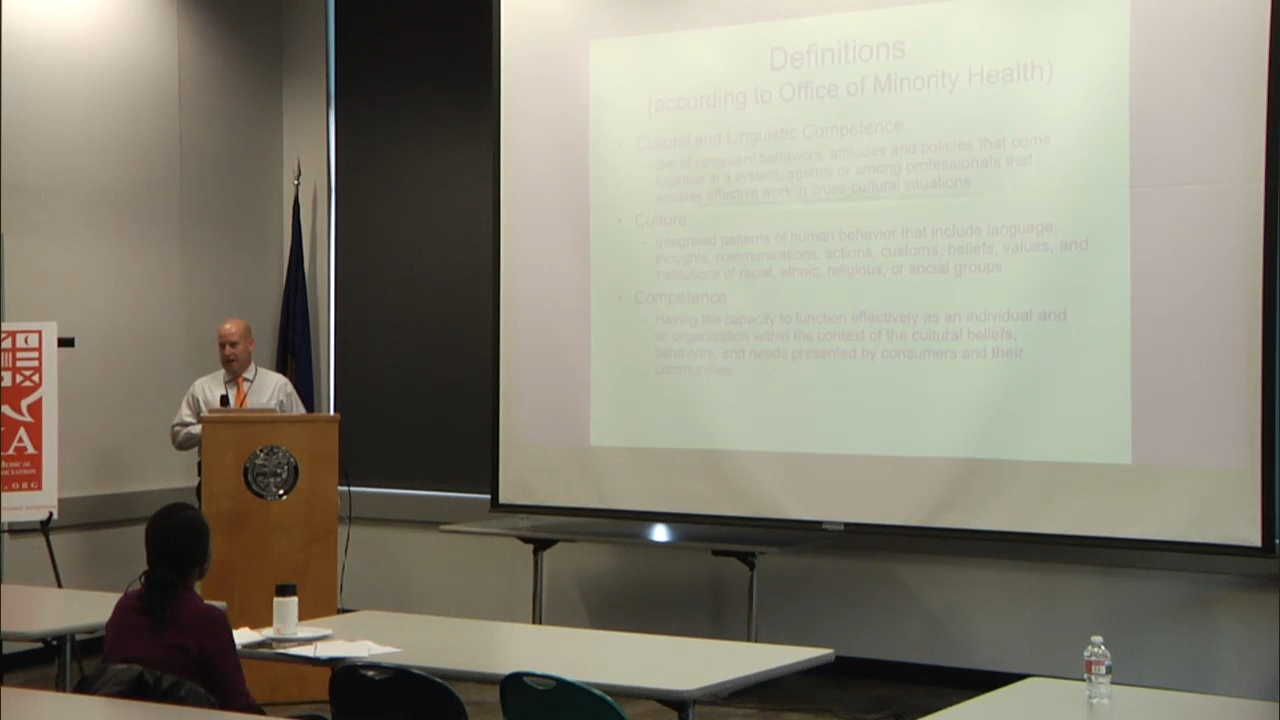 Definitions
(according to Office of Minority Health)
• Cultural and Linguistic Competence
– Set of congruent behaviors, attitudes and policies that come
together in a system, agency or among professionals that
enables effective work in cross-cultural situations
• Culture
– Integrated patterns of human behavior that include language,
thoughts, communications, actions, customs, beliefs, values, and
institutions of racial, ethnic, religious, or social groups
• Competence
– Having the capacity to function effectively as an individual and
an organization within the context of the cultural beliefs,
behaviors, and needs presented by consumers and their
communities
A
MEDICAL
.ORG